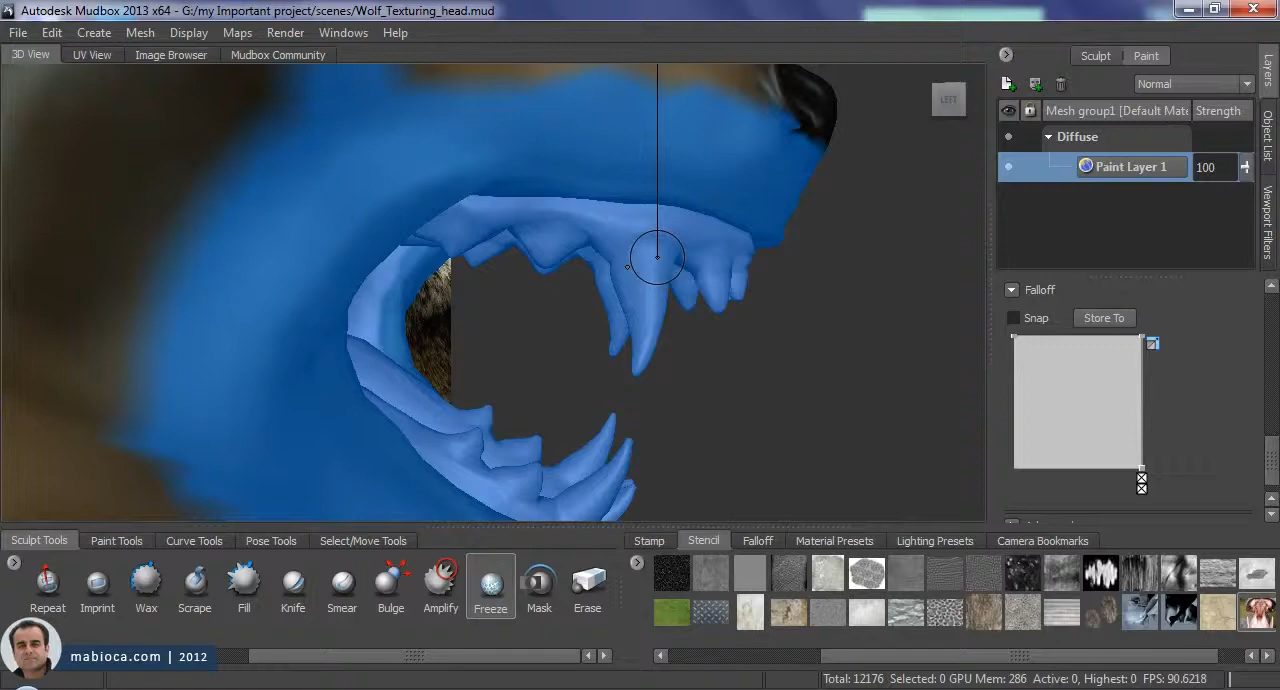 Autodesk Mudbox 2013 x64 - G:/my Important project/scenes/Wolf_Texturing_head.mud
File Edit Create Mesh Display Maps Render Windows Help
3D View UV View Image Browser Mudbox Community
Sculpt Paint
Layers
Normal
LEFT
Mesh group1 [Default Mate Strength
Object List
Diffuse
Paint Layer 1 100
Viewport Filters
Falloff
Snap Store To
Sculpt Tools Paint Tools Curve Tools Pose Tools Select/Move Tools
Stamp Stencil Falloff Material Presets Lighting Presets Camera Bookmarks
Repeat Imprint Wax Scrape Fill Knife Smear Bulge Amplify Freeze Mask Erase
mabioca.com | 2012
Total: 12176 Selected: 0 GPU Mem: 286 Active: 0, Highest: 0 FPS: 90.6218